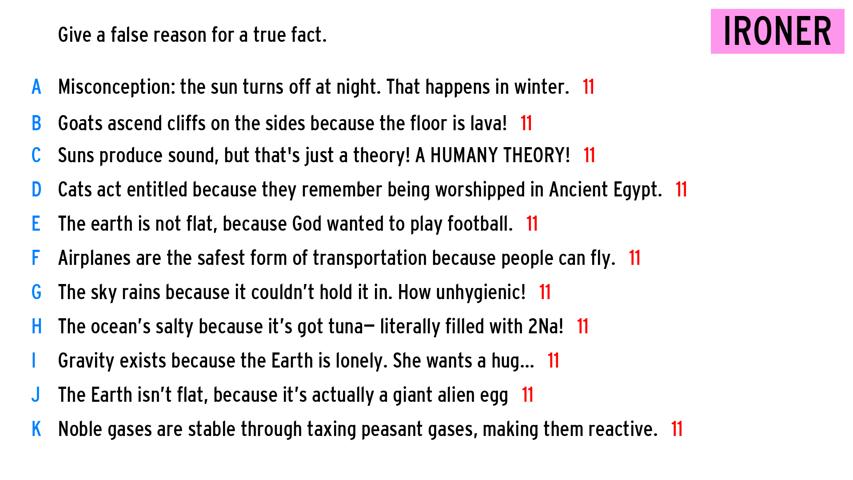 Give a false reason for a true fact.
IRONER
A Misconception: the sun turns off at night. That happens in winter. 11
B Goats ascend cliffs on the sides because the floor is lava! 11
C Suns produce sound, but that's just a theory! A HUMANY THEORY! 11
D Cats act entitled because they remember being worshipped in Ancient Egypt. 11
E The earth is not flat, because God wanted to play football. 11
F Airplanes are the safest form of transportation because people can fly. 11
G The sky rains because it couldn’t hold it in. How unhygienic! 11
H The ocean’s salty because it’s got tuna— literally filled with 2Na! 11
I Gravity exists because the Earth is lonely. She wants a hug... 11
J The Earth isn’t flat, because it’s actually a giant alien egg 11
K Noble gases are stable through taxing peasant gases, making them reactive. 11